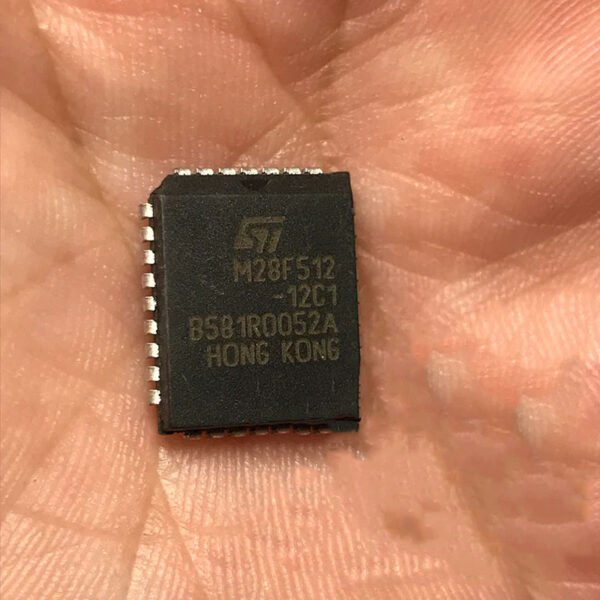 ST
M28F512
-12C1
B581R0052A
HONG KONG